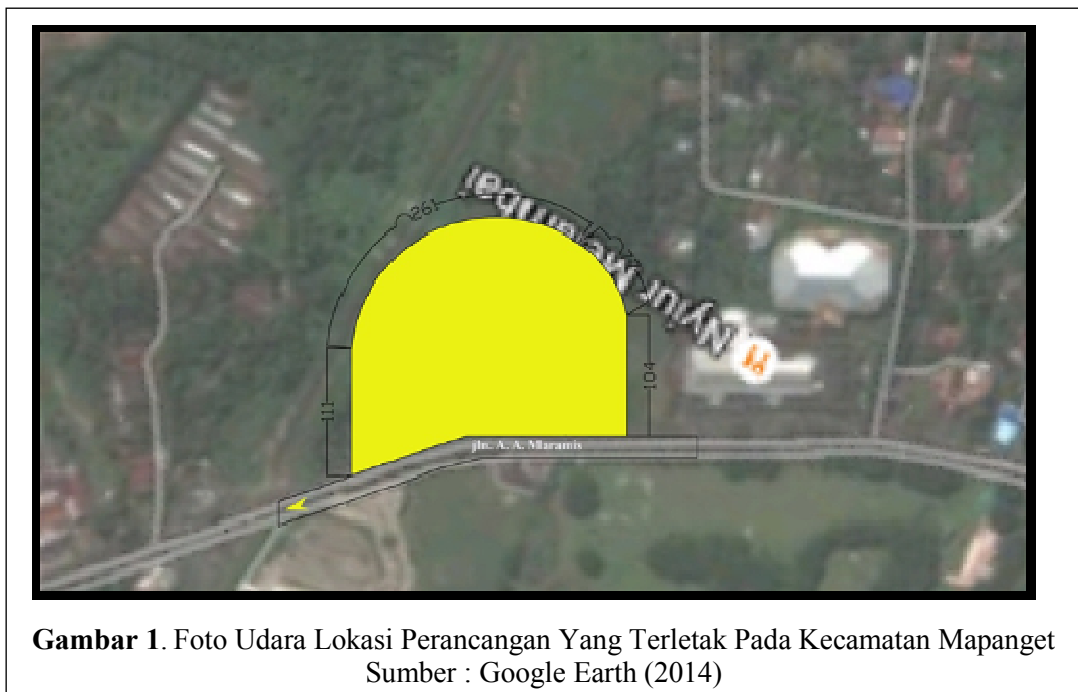 Nyiur Melambai
261
111
104
jln. A. A. Maramis
Gambar 1. Foto Udara Lokasi Perancangan Yang Terletak Pada Kecamatan Mapanget
Sumber : Google Earth (2014)